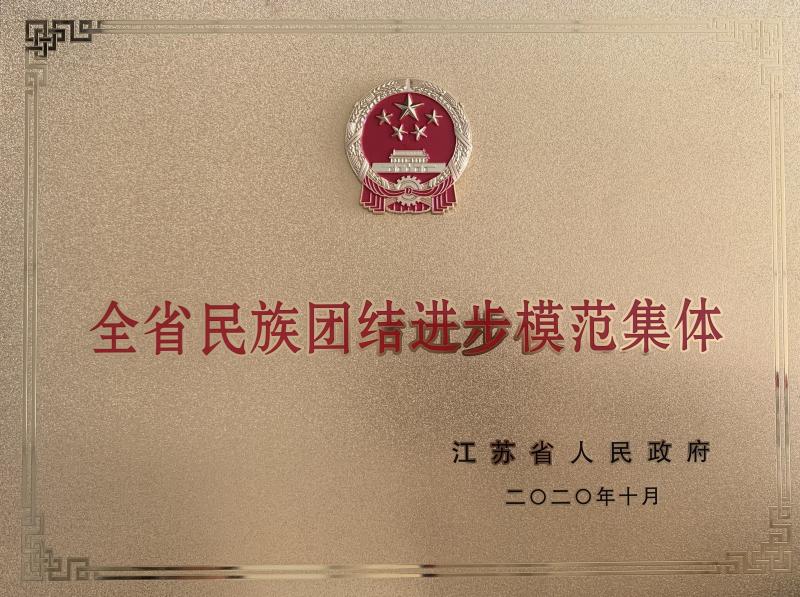 全省民族团结进步模范集体
江苏省人民政府
二〇二〇年十月